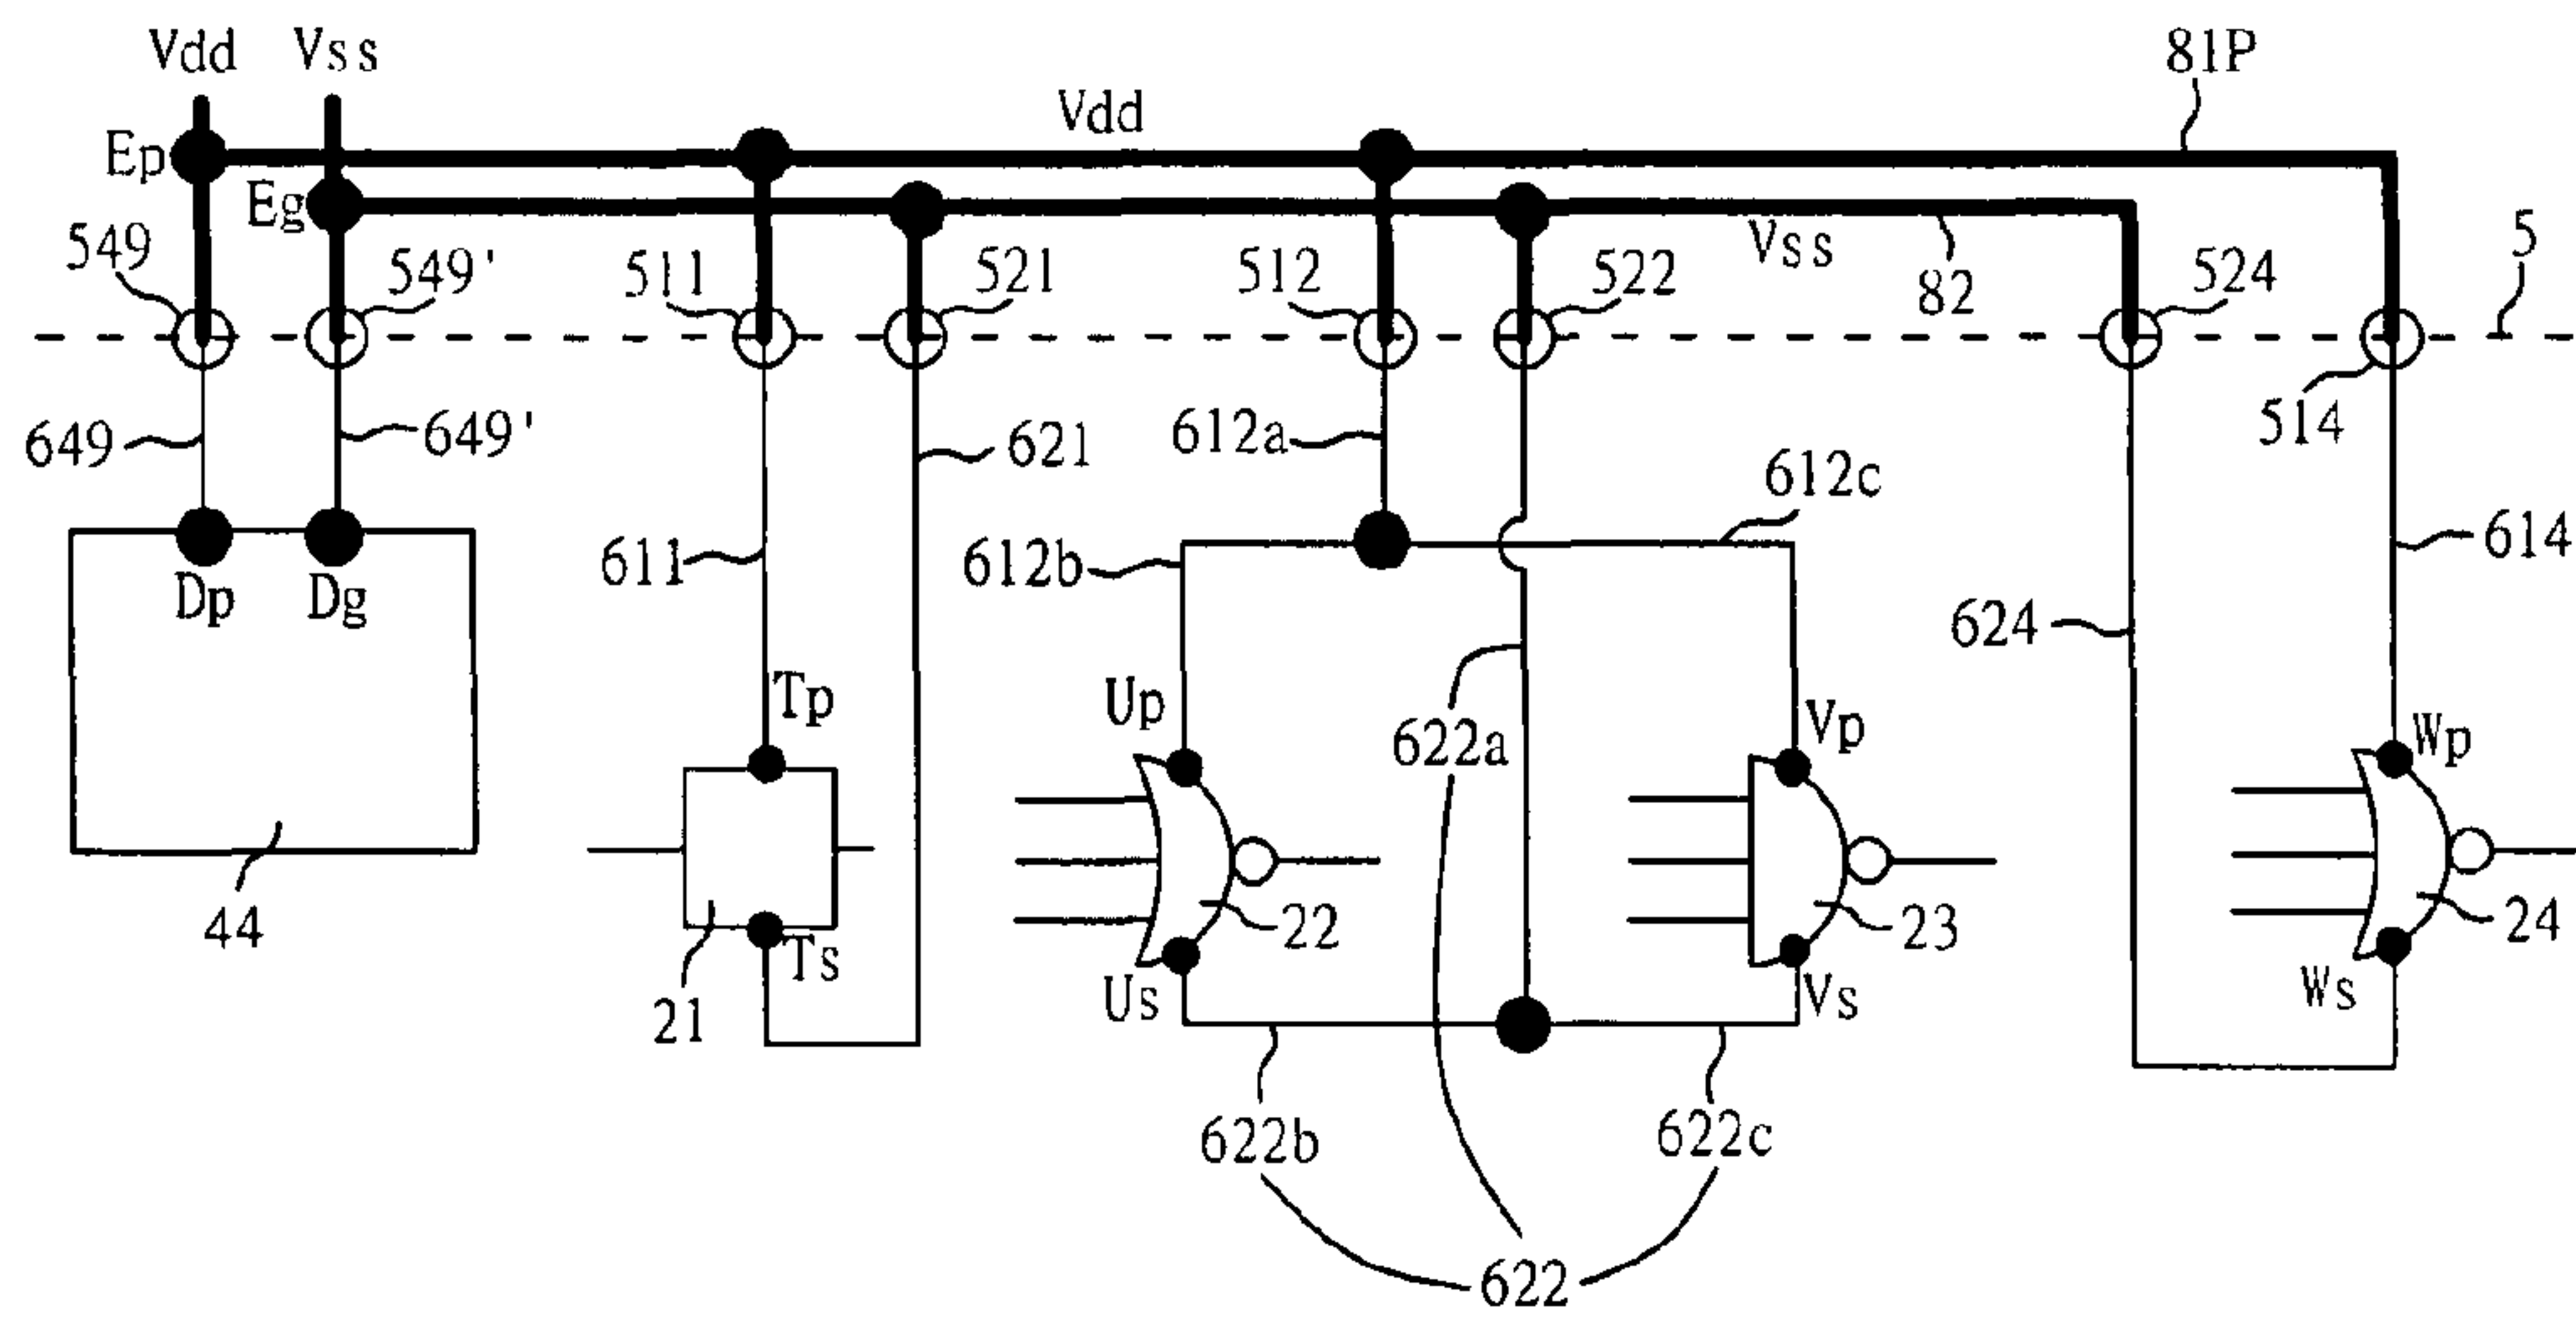 Vdd Vss
81P
Vdd
Ep
Eg
Vss
82
549 549' 511 521 512 522 524 5
514
649 649' 621 612a
612c
611 612b 614
Dp Dg
624
Tp Up 622a Vp Wp
44 22 23 24
Ts Us Vs Ws
21
622b 622c
622